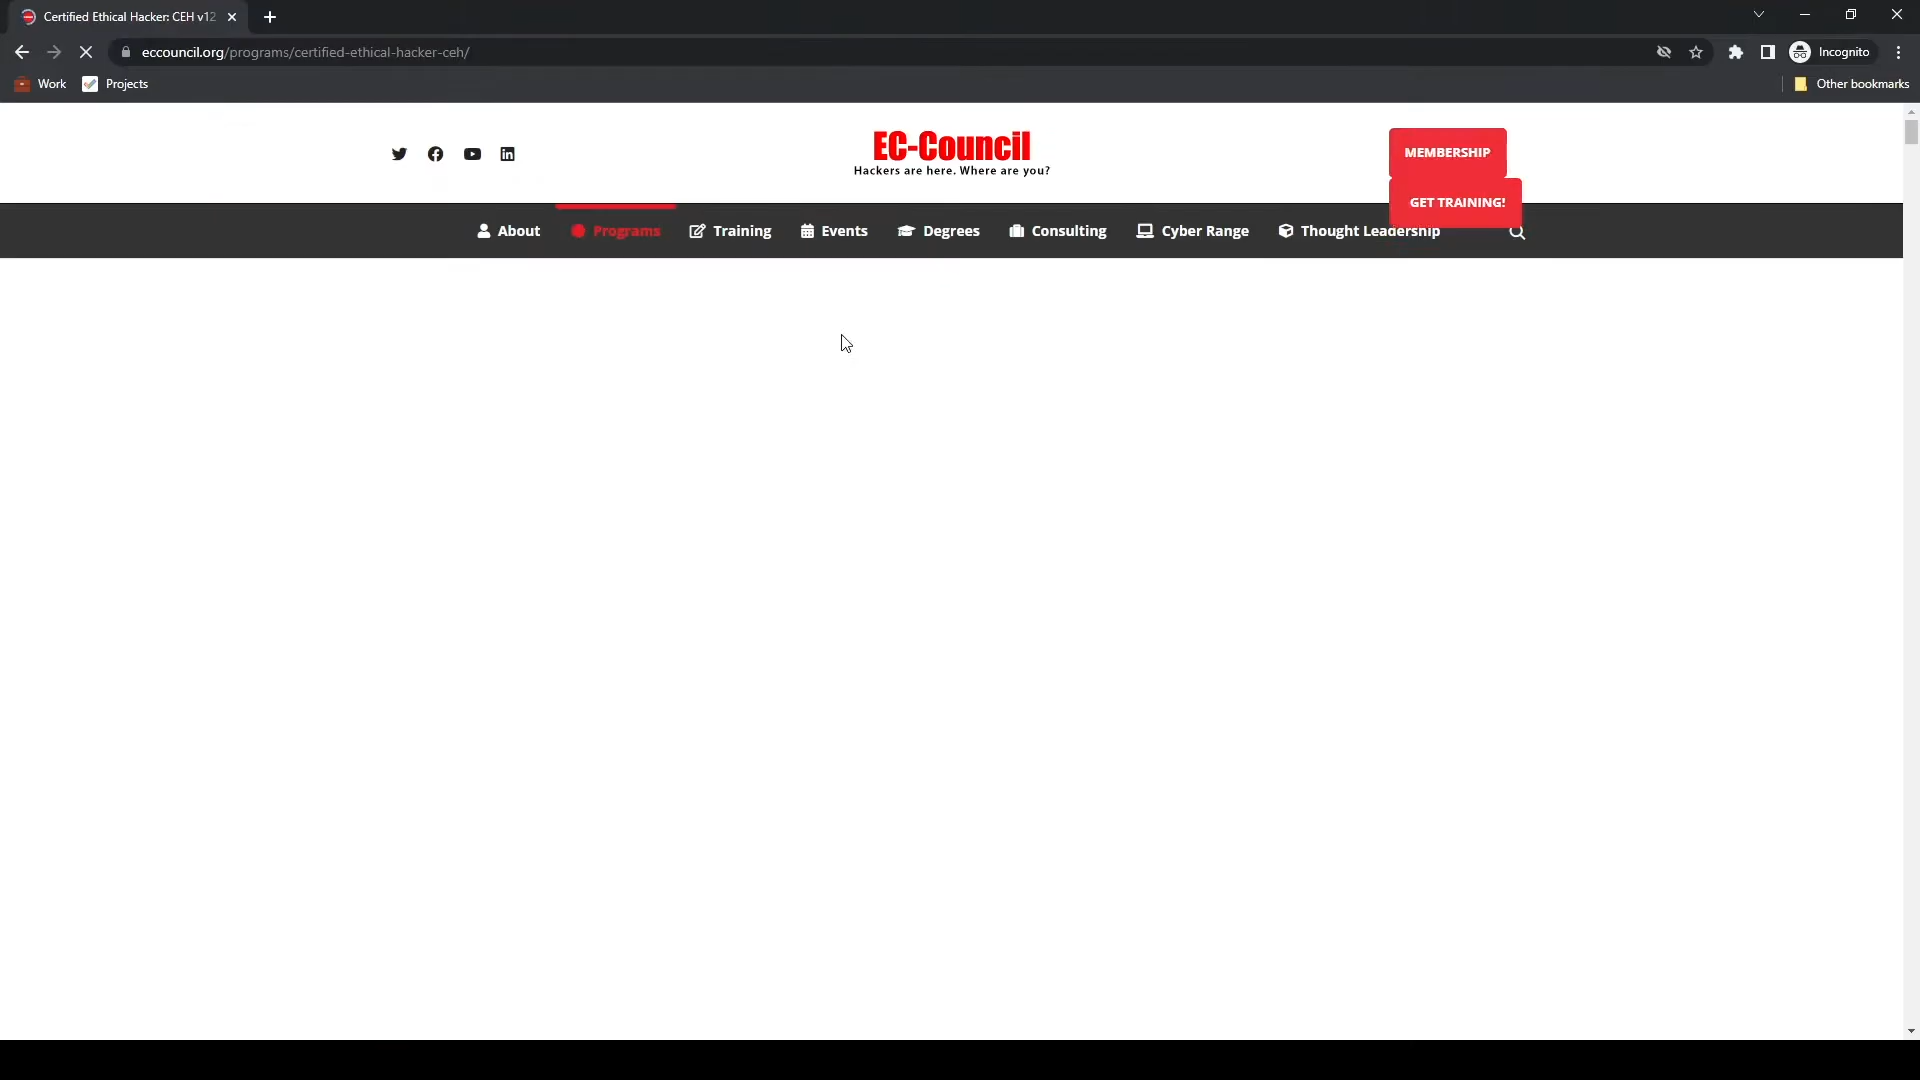 Certified Ethical Hacker: CEH v12
eccouncil.org/programs/certified-ethical-hacker-ceh/
Incognito
Work
Projects
Other bookmarks
EC-Council
Hackers are here. Where are you?
MEMBERSHIP
GET TRAINING!
About
Programs
Training
Events
Degrees
Consulting
Cyber Range
Thought Leadership